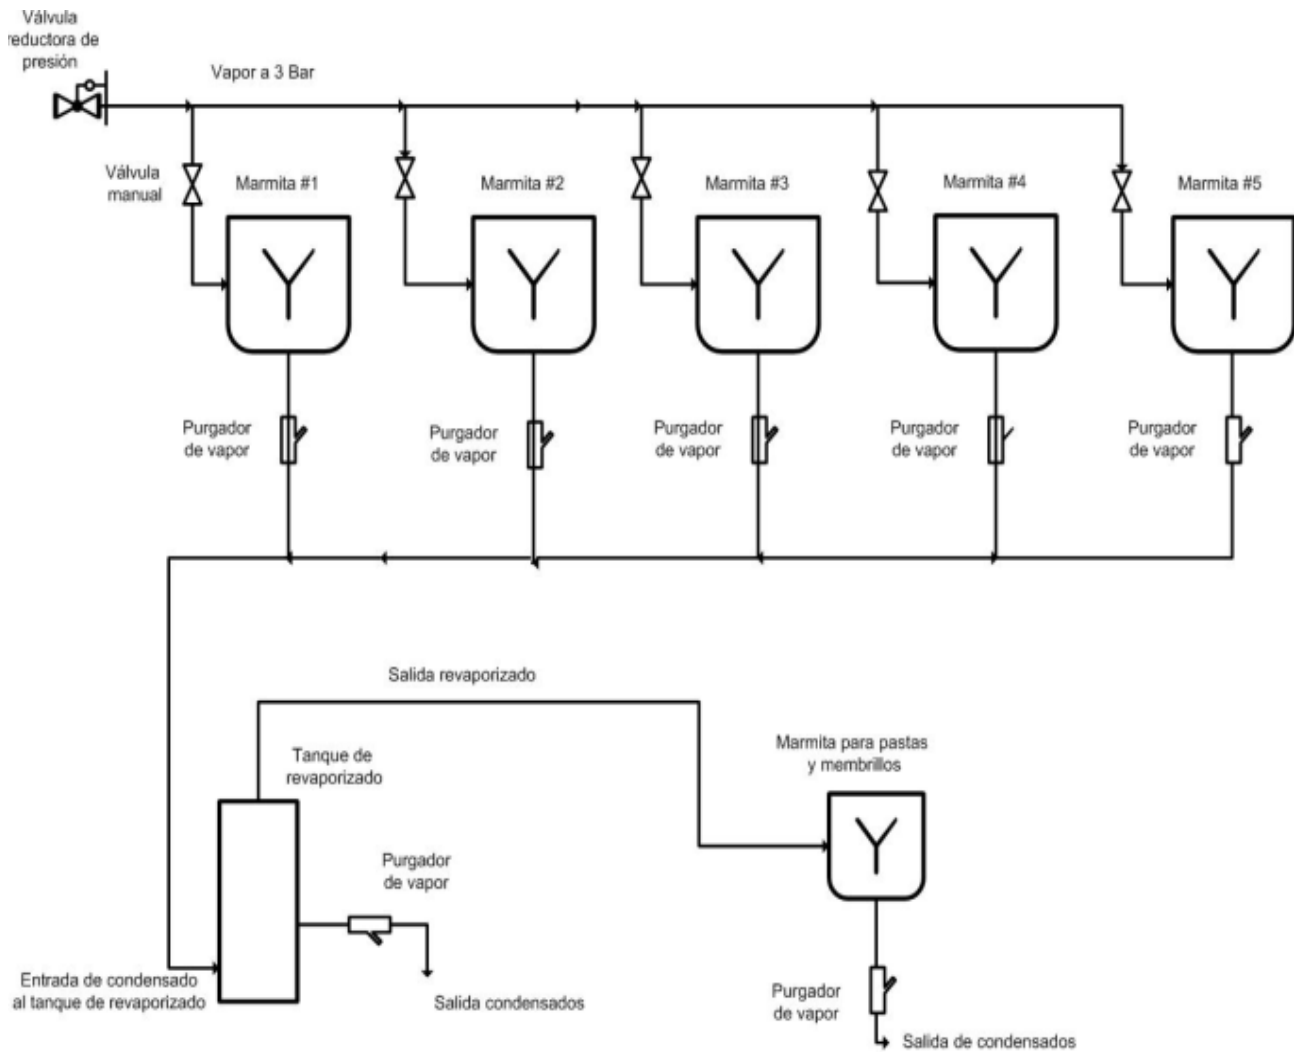 Válvula
reductora de
presión
Vapor a 3 Bar
Válvula
manual
Marmita #1
Marmita #2
Marmita #3
Marmita #4
Marmita #5
Purgador
de vapor
Purgador
de vapor
Purgador
de vapor
Purgador
de vapor
Purgador
de vapor
Salida revaporizado
Tanque de
revaporizado
Marmita para pastas
y membrillos
Purgador
de vapor
Entrada de condensado
al tanque de revaporizado
Salida condensados
Purgador
de vapor
Salida de condensados